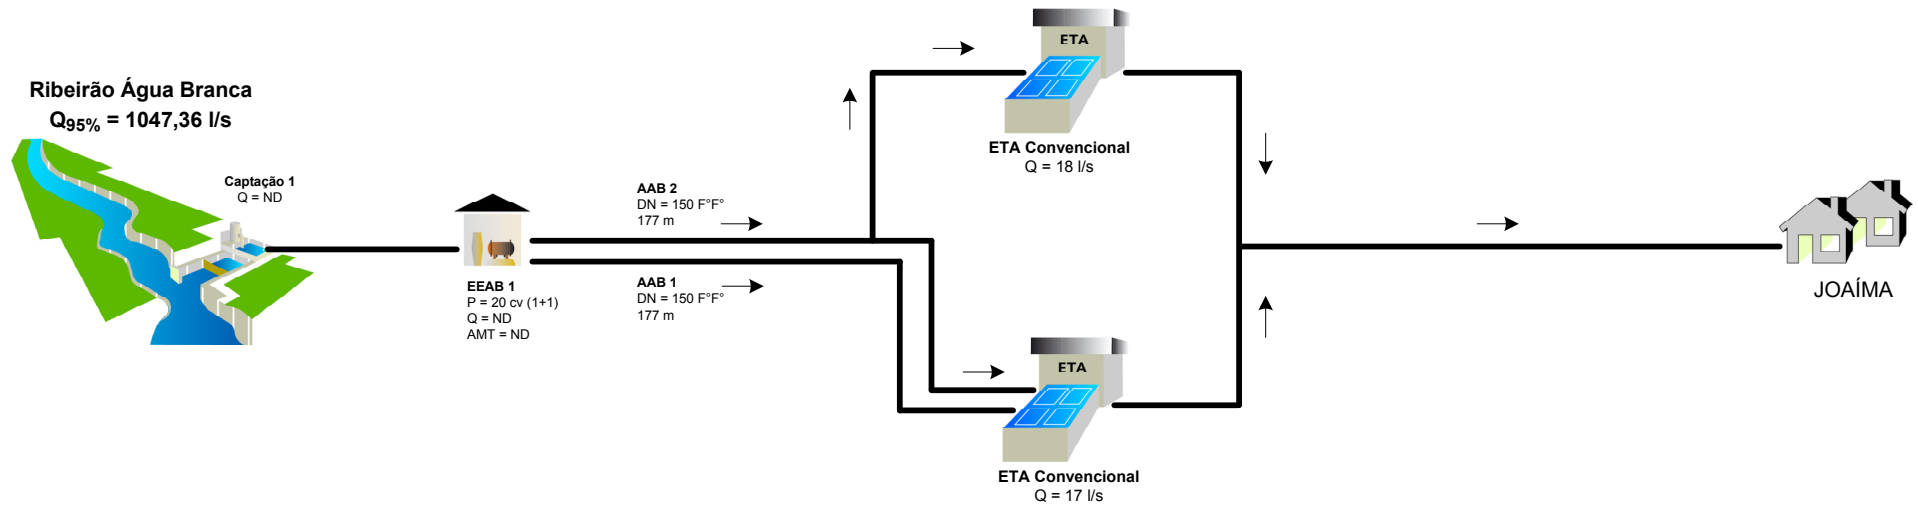 Ribeirão Água Branca
Q95% = 1047,36 l/s
Captação 1
Q = ND
EEAB 1
P = 20 cv (1+1)
Q = ND
AMT = ND
AAB 2
DN = 150 F°F°
177 m
AAB 1
DN = 150 F°F°
177 m
ETA
ETA Convencional
Q = 18 l/s
ETA
ETA Convencional
Q = 17 l/s
JOAÍMA